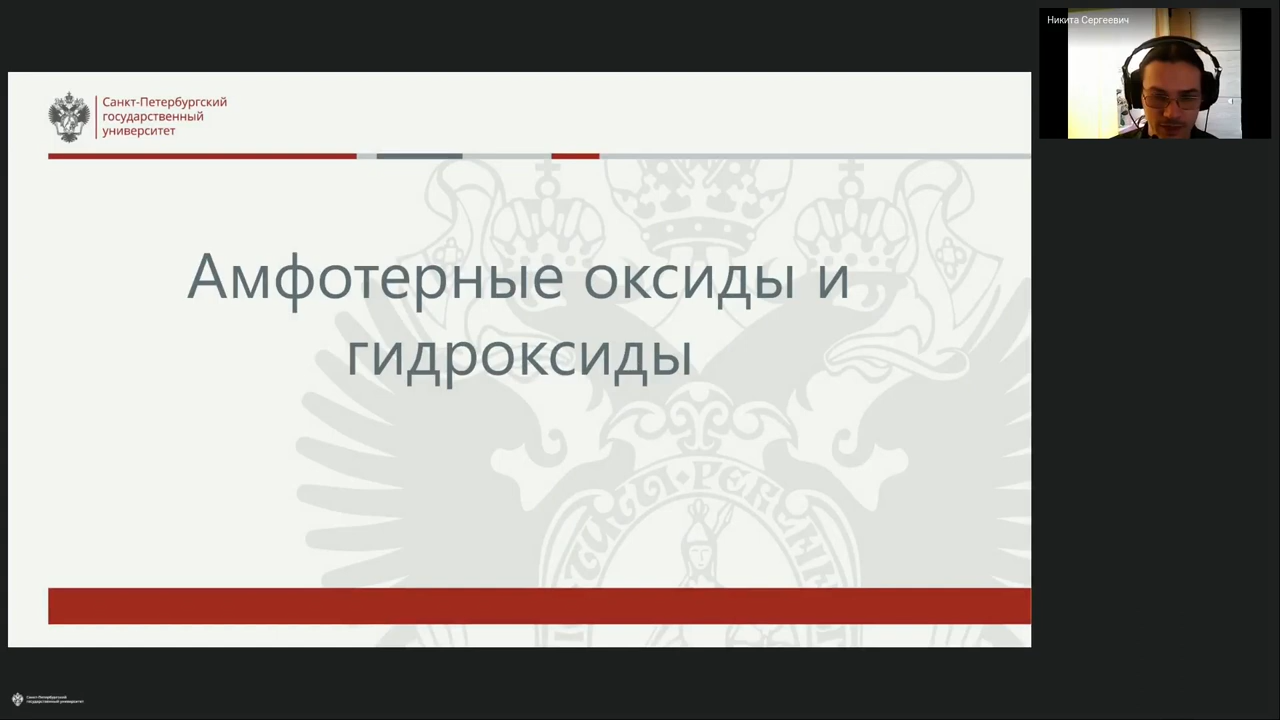 Никита Сергеевич
Санкт-Петербургский
государственный
университет
Амфотерные оксиды и
гидроксиды
Санкт-Петербургский
государственный университет